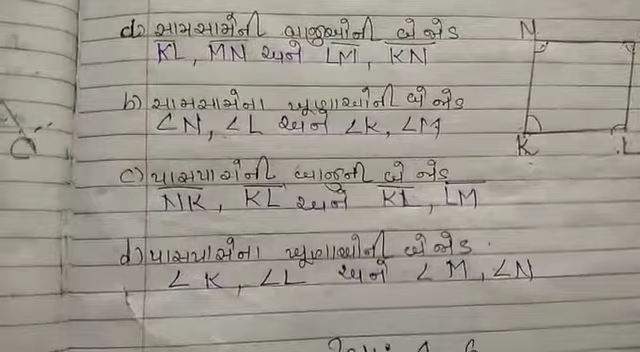 d) સામસામેની બાજુઓની બે જોડ
KL, MN અને LM, KN
b) સામસામેના ખૂણાઓની બે જોડ
∠N, ∠L અને ∠K, ∠M
c) પાસપાસેની બાજુની બે જોડ
NK, KL અને KL, LM
d) પાસપાસેના ખૂણાઓની બે જોડ
∠K, ∠L અને ∠M, ∠N
N
K
L